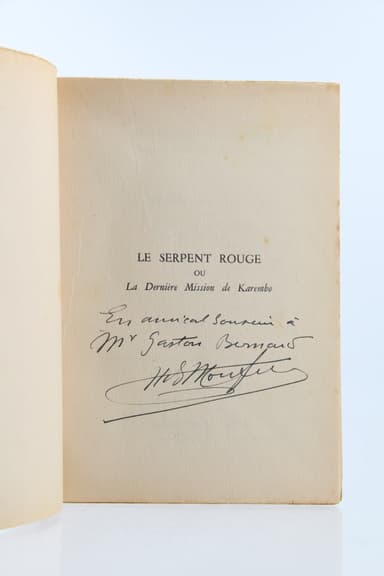 LE SERPENT ROUGE
OU
La Dernière Mission de Karembo
En amical Souvenir à
Mr Gaston Bernard